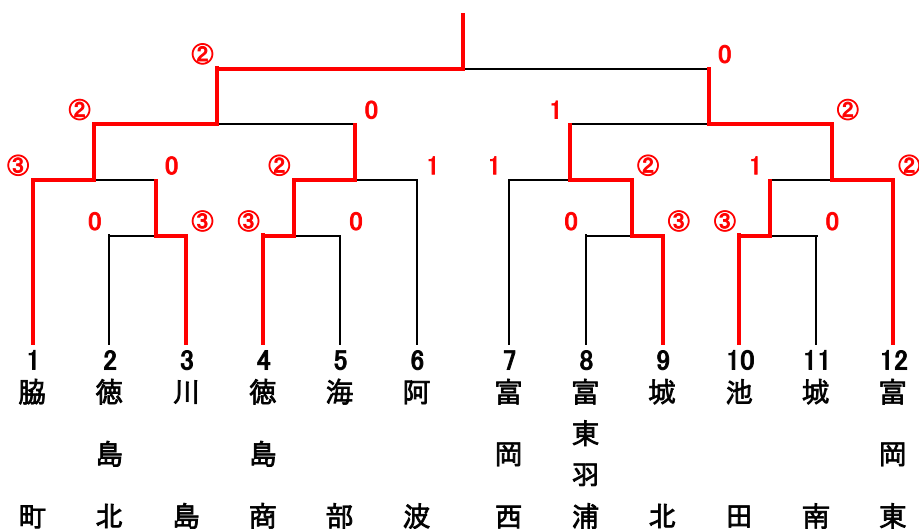 ② 0
② 0 1 ②
③ 0 ② 1 1 ② 1 ②
0 ③ ③ 0 0 ③ ③ 0
1 2 3 4 5 6 7 8 9 10 11 12
脇町
徳島北
川島
徳島商
海部
阿波
富岡西
富東羽浦
城北
池田
城南
富岡東